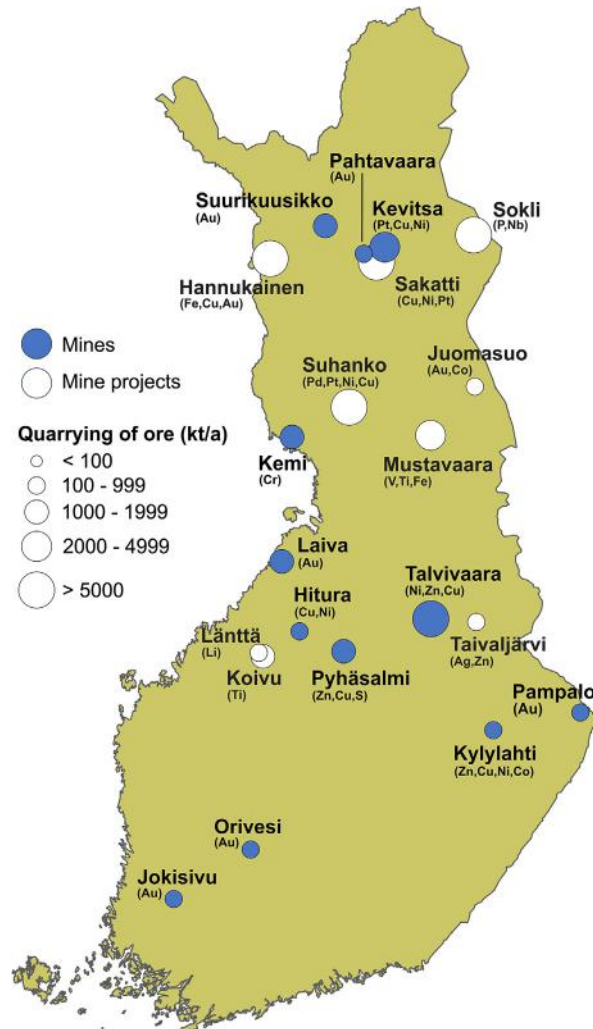 Pahtavaara
(Au)
Suurikuusikko
(Au)
Kevitsa
(Pt,Cu,Ni)
Sokli
(P,Nb)
Hannukainen
(Fe,Cu,Au)
Sakatti
(Cu,Ni,Pt)
Mines
Mine projects
Suhanko
(Pd,Pt,Ni,Cu)
Juomasuo
(Au,Co)
Quarrying of ore (kt/a)
< 100
100 - 999
1000 - 1999
2000 - 4999
> 5000
Kemi
(Cr)
Mustavaara
(V,Ti,Fe)
Laiva
(Au)
Hitura
(Cu,Ni)
Talvivaara
(Ni,Zn,Cu)
Länttä
(Li)
Koivu
(Ti)
Pyhäsalmi
(Zn,Cu,S)
Taivaljärvi
(Ag,Zn)
Pampalo
(Au)
Kylylahti
(Zn,Cu,Ni,Co)
Orivesi
(Au)
Jokisivu
(Au)